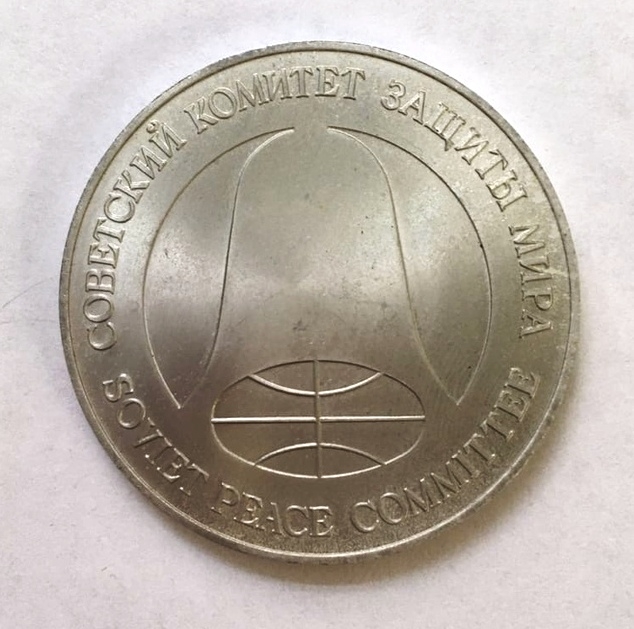 СОВЕТСКИЙ КОМИТЕТ ЗАЩИТЫ МИРА
SOVIET PEACE COMMITTEE